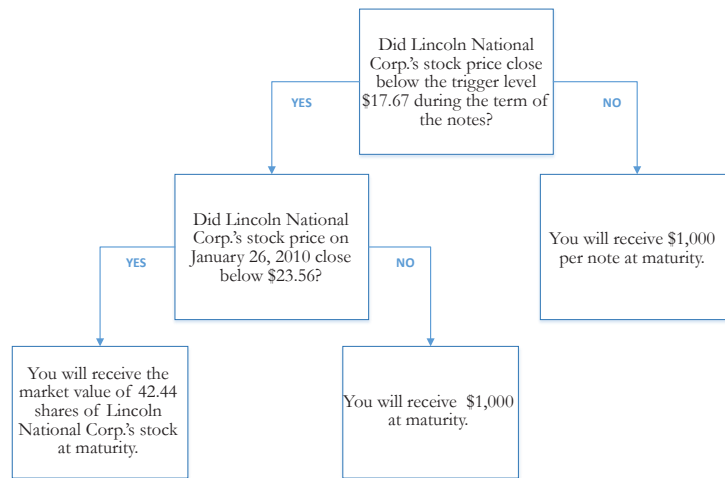 Did Lincoln National
Corp.'s stock price close
below the trigger level
$17.67 during the term of
the notes?
YES
NO
Did Lincoln National
Corp.'s stock price on
January 26, 2010 close
below $23.56?
You will receive $1,000
per note at maturity.
YES
NO
You will receive the
market value of 42.44
shares of Lincoln
National Corp.'s stock
at maturity.
You will receive $1,000
at maturity.